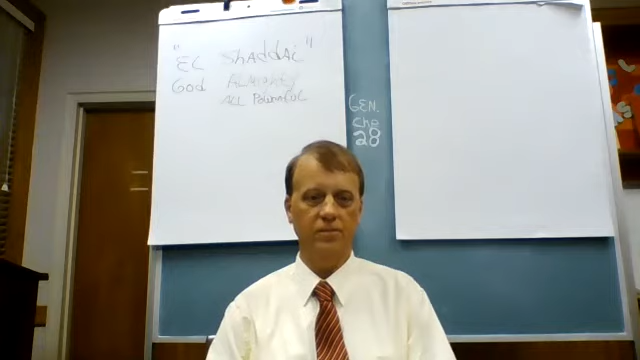 "EL ShAddAi"
God ALMIGHTY
ALL PoweRfUL
GEN.
Chp
28